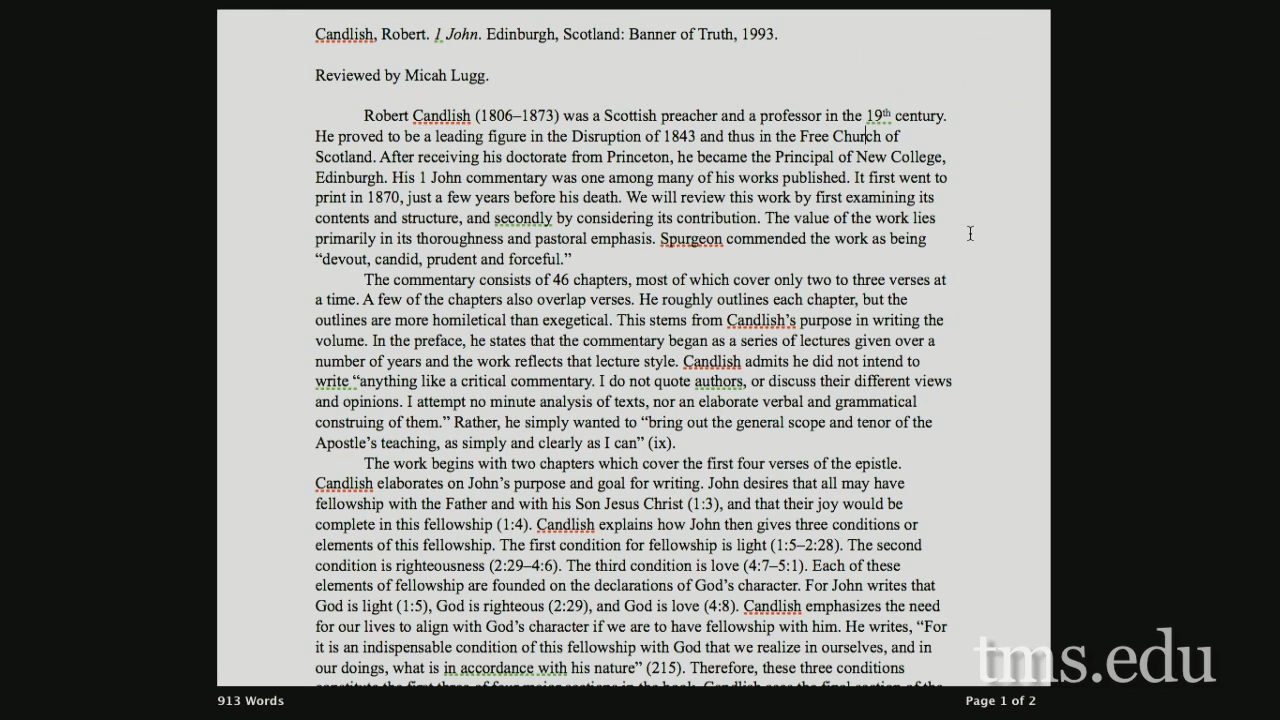 Candlish, Robert. 1 John. Edinburgh, Scotland: Banner of Truth, 1993.
Reviewed by Micah Lugg.
Robert Candlish (1806–1873) was a Scottish preacher and a professor in the 19th century.
He proved to be a leading figure in the Disruption of 1843 and thus in the Free Church of
Scotland. After receiving his doctorate from Princeton, he became the Principal of New College,
Edinburgh. His 1 John commentary was one among many of his works published. It first went to
print in 1870, just a few years before his death. We will review this work by first examining its
contents and structure, and secondly by considering its contribution. The value of the work lies
primarily in its thoroughness and pastoral emphasis. Spurgeon commended the work as being
“devout, candid, prudent and forceful.”
The commentary consists of 46 chapters, most of which cover only two to three verses at
a time. A few of the chapters also overlap verses. He roughly outlines each chapter, but the
outlines are more homiletical than exegetical. This stems from Candlish’s purpose in writing the
volume. In the preface, he states that the commentary began as a series of lectures given over a
number of years and the work reflects that lecture style. Candlish admits he did not intend to
write “anything like a critical commentary. I do not quote authors, or discuss their different views
and opinions. I attempt no minute analysis of texts, nor an elaborate verbal and grammatical
construing of them.” Rather, he simply wanted to “bring out the general scope and tenor of the
Apostle’s teaching, as simply and clearly as I can” (ix).
The work begins with two chapters which cover the first four verses of the epistle.
Candlish elaborates on John’s purpose and goal for writing. John desires that all may have
fellowship with the Father and with his Son Jesus Christ (1:3), and that their joy would be
complete in this fellowship (1:4). Candlish explains how John then gives three conditions or
elements of this fellowship. The first condition for fellowship is light (1:5–2:28). The second
condition is righteousness (2:29–4:6). The third condition is love (4:7–5:1). Each of these
elements of fellowship are founded on the declarations of God’s character. For John writes that
God is light (1:5), God is righteous (2:29), and God is love (4:8). Candlish emphasizes the need
for our lives to align with God’s character if we are to have fellowship with him. He writes, “For
it is an indispensable condition of this fellowship with God that we realize in ourselves, and in
our doings, what is in accordance with his nature” (215). Therefore, these three conditions
tms.edu
913 Words
Page 1 of 2